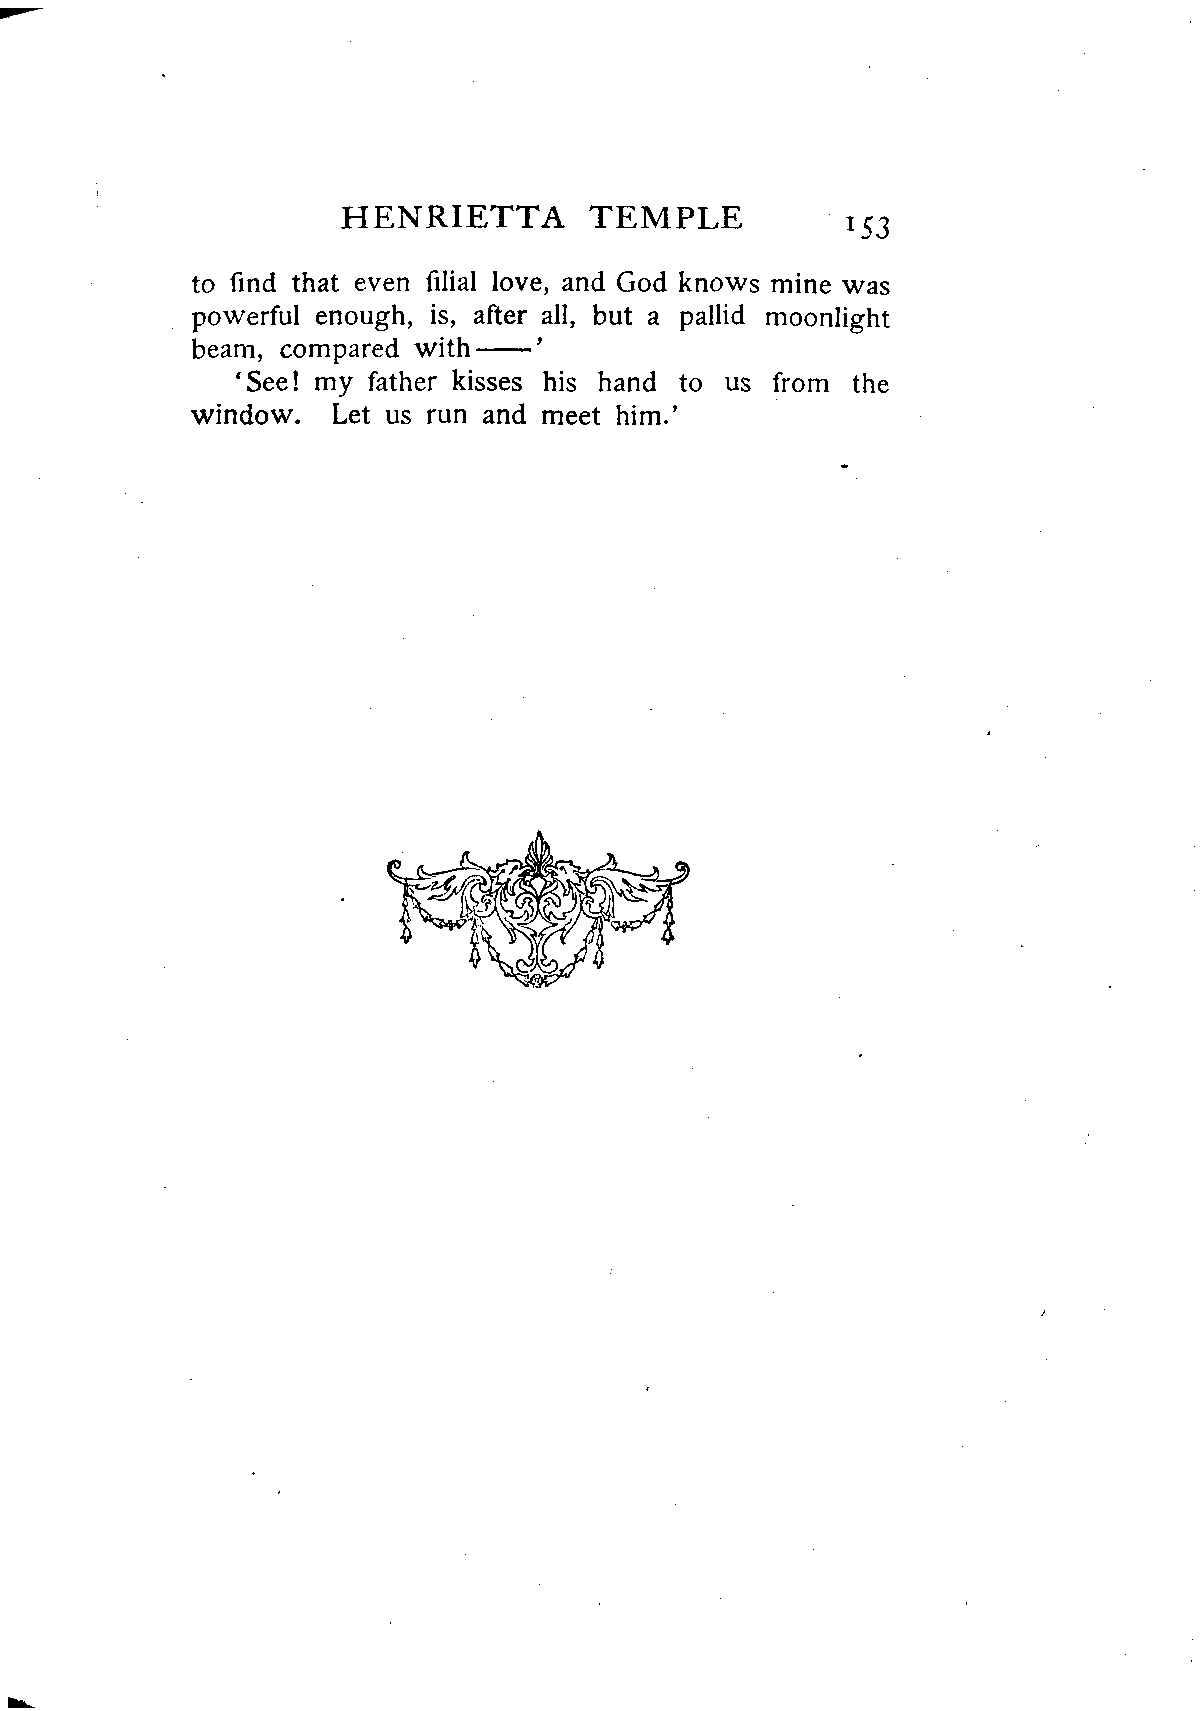 HENRIETTA TEMPLE 153
to find that even filial love, and God knows mine was
powerful enough, is, after all, but a pallid moonlight
beam, compared with——’
‘See! my father kisses his hand to us from the
window. Let us run and meet him.’